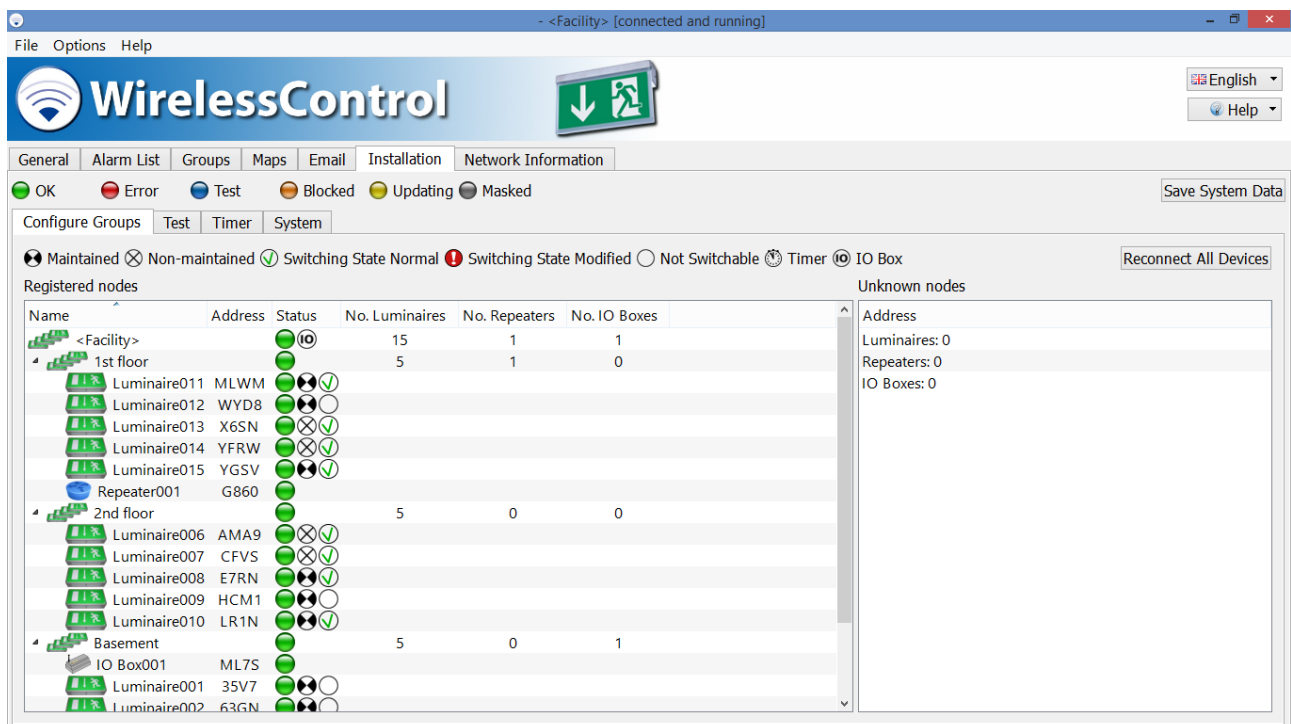 - <Facility> [connected and running]
File Options Help
WirelessControl
English
Help
General Alarm List Groups Maps Email Installation Network Information
OK Error Test Blocked Updating Masked Save System Data
Configure Groups Test Timer System
Maintained Non-maintained Switching State Normal Switching State Modified Not Switchable Timer IO IO Box Reconnect All Devices
Registered nodes Unknown nodes
Name Address Status No. Luminaires No. Repeaters No. IO Boxes Address
<Facility> IO 15 1 1 Luminaires: 0
1st floor 5 1 0 Repeaters: 0
Luminaire011 MLWM IO Boxes: 0
Luminaire012 WYD8
Luminaire013 X6SN
Luminaire014 YFRW
Luminaire015 YGSV
Repeater001 G860
2nd floor 5 0 0
Luminaire006 AMA9
Luminaire007 CFVS
Luminaire008 E7RN
Luminaire009 HCM1
Luminaire010 LR1N
Basement 5 0 1
IO Box001 ML7S
Luminaire001 35V7
Luminaire002 63GN